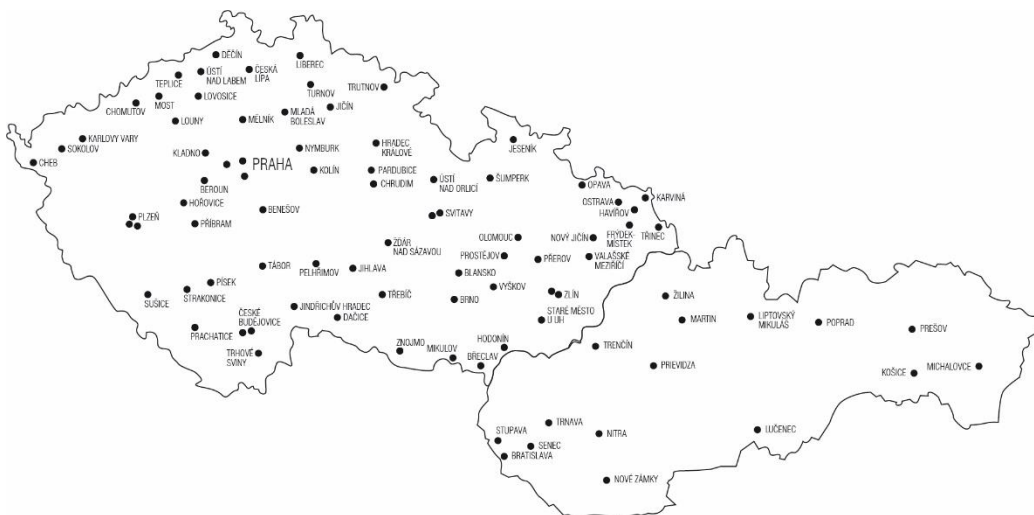 DĚČÍN
LIBEREC
ÚSTÍ
NAD LABEM
ČESKÁ
LÍPA
TEPLICE
TURNOV
TRUTNOV
MOST
LOVOSICE
CHOMUTOV
JIČÍN
MLADÁ
BOLESLAV
LOUNY
MĚLNÍK
KARLOVY VARY
SOKOLOV
CHEB
KLADNO
NYMBURK
HRADEC
KRÁLOVÉ
JESENÍK
PRAHA
KOLÍN
PARDUBICE
CHRUDIM
ÚSTÍ
NAD ORLICÍ
ŠUMPERK
BEROUN
OPAVA
KARVINÁ
OSTRAVA
HAVÍŘOV
HOŘOVICE
BENEŠOV
SVITAVY
PLZEŇ
PŘÍBRAM
FRÝDEK-
MÍSTEK
TŘINEC
OLOMOUC
NOVÝ JIČÍN
ŽĎÁR
NAD SÁZAVOU
PROSTĚJOV
PŘEROV
VALAŠSKÉ
MEZIŘÍČÍ
TÁBOR
PELHŘIMOV
JIHLAVA
BLANSKO
PÍSEK
STRAKONICE
SUŠICE
TŘEBÍČ
VYŠKOV
BRNO
ZLÍN
ŽILINA
JINDŘICHŮV HRADEC
DAČICE
STARÉ MĚSTO
U UH
MARTIN
LIPTOVSKÝ
MIKULÁŠ
POPRAD
PREŠOV
ČESKÉ
BUDĚJOVICE
PRACHATICE
TRHOVÉ
SVINY
ZNOJMO
MIKULOV
HODONÍN
BŘECLAV
TRENČÍN
PRIEVIDZA
KOŠICE
MICHALOVCE
TRNAVA
NITRA
LUČENEC
STUPAVA
SENEC
BRATISLAVA
NOVÉ ZÁMKY